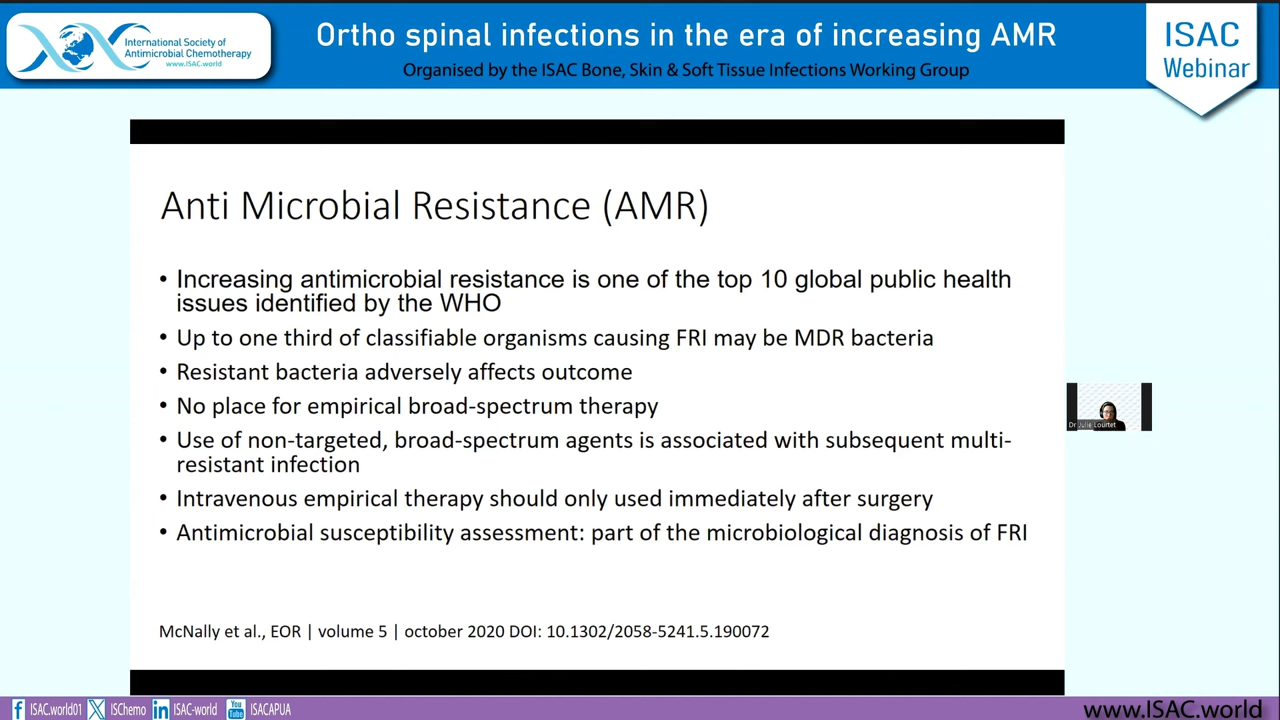 International Society of
Antimicrobial Chemotherapy
www.ISAC.world
Ortho spinal infections in the era of increasing AMR
Organised by the ISAC Bone, Skin & Soft Tissue Infections Working Group
ISAC
Webinar
Anti Microbial Resistance (AMR)
• Increasing antimicrobial resistance is one of the top 10 global public health
issues identified by the WHO
• Up to one third of classifiable organisms causing FRI may be MDR bacteria
• Resistant bacteria adversely affects outcome
• No place for empirical broad-spectrum therapy
• Use of non-targeted, broad-spectrum agents is associated with subsequent multi-
resistant infection
• Intravenous empirical therapy should only used immediately after surgery
• Antimicrobial susceptibility assessment: part of the microbiological diagnosis of FRI
McNally et al., EOR | volume 5 | october 2020 DOI: 10.1302/2058-5241.5.190072
Dr Julie Lourtet
f ISAC.world01 X ISChemo in ISAC-world You Tube ISACAPUA
www.ISAC.world